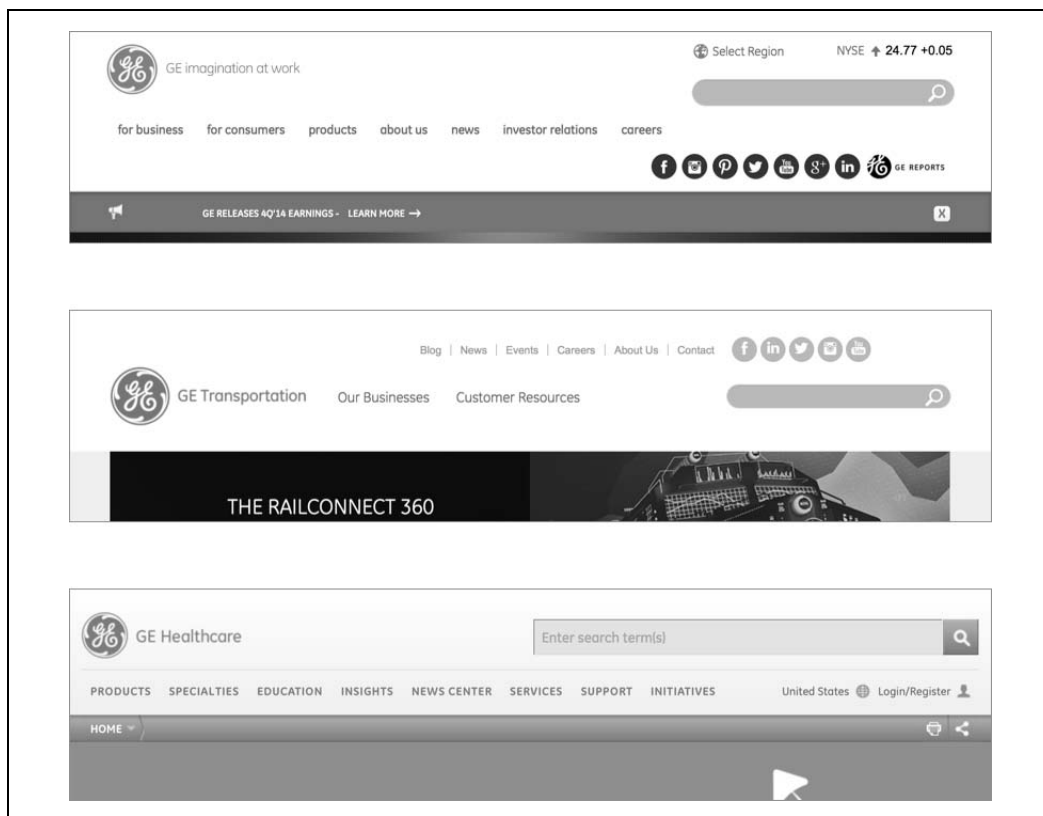 Select Region NYSE 24.77 +0.05
GE imagination at work
for business for consumers products about us news investor relations careers
GE REPORTS
GE RELEASES 4Q'14 EARNINGS - LEARN MORE →
X
Blog | News | Events | Careers | About Us | Contact
GE Transportation Our Businesses Customer Resources
THE RAILCONNECT 360
GE Healthcare Enter search term(s)
PRODUCTS SPECIALTIES EDUCATION INSIGHTS NEWS CENTER SERVICES SUPPORT INITIATIVES United States Login/Register
HOME